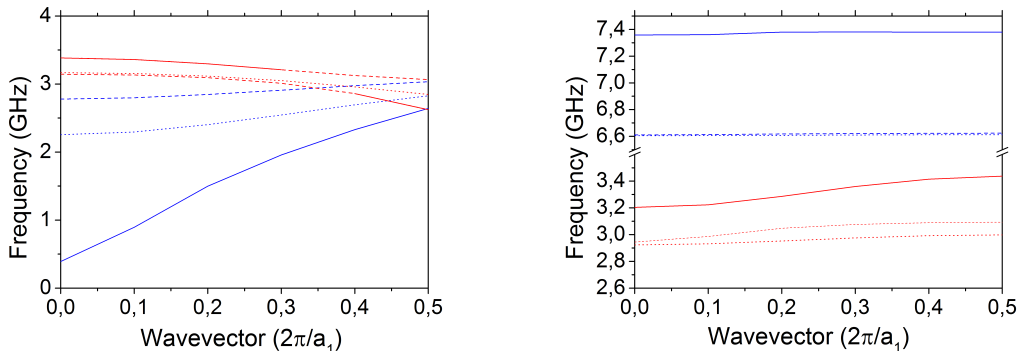 4
3
2
1
0
0,0 0,1 0,2 0,3 0,4 0,5
Frequency (GHz)
Wavevector (2π/a₁)
7,4
7,2
7,0
6,8
6,6
3,4
3,2
3,0
2,8
2,6
0,0 0,1 0,2 0,3 0,4 0,5
Frequency (GHz)
Wavevector (2π/a₁)